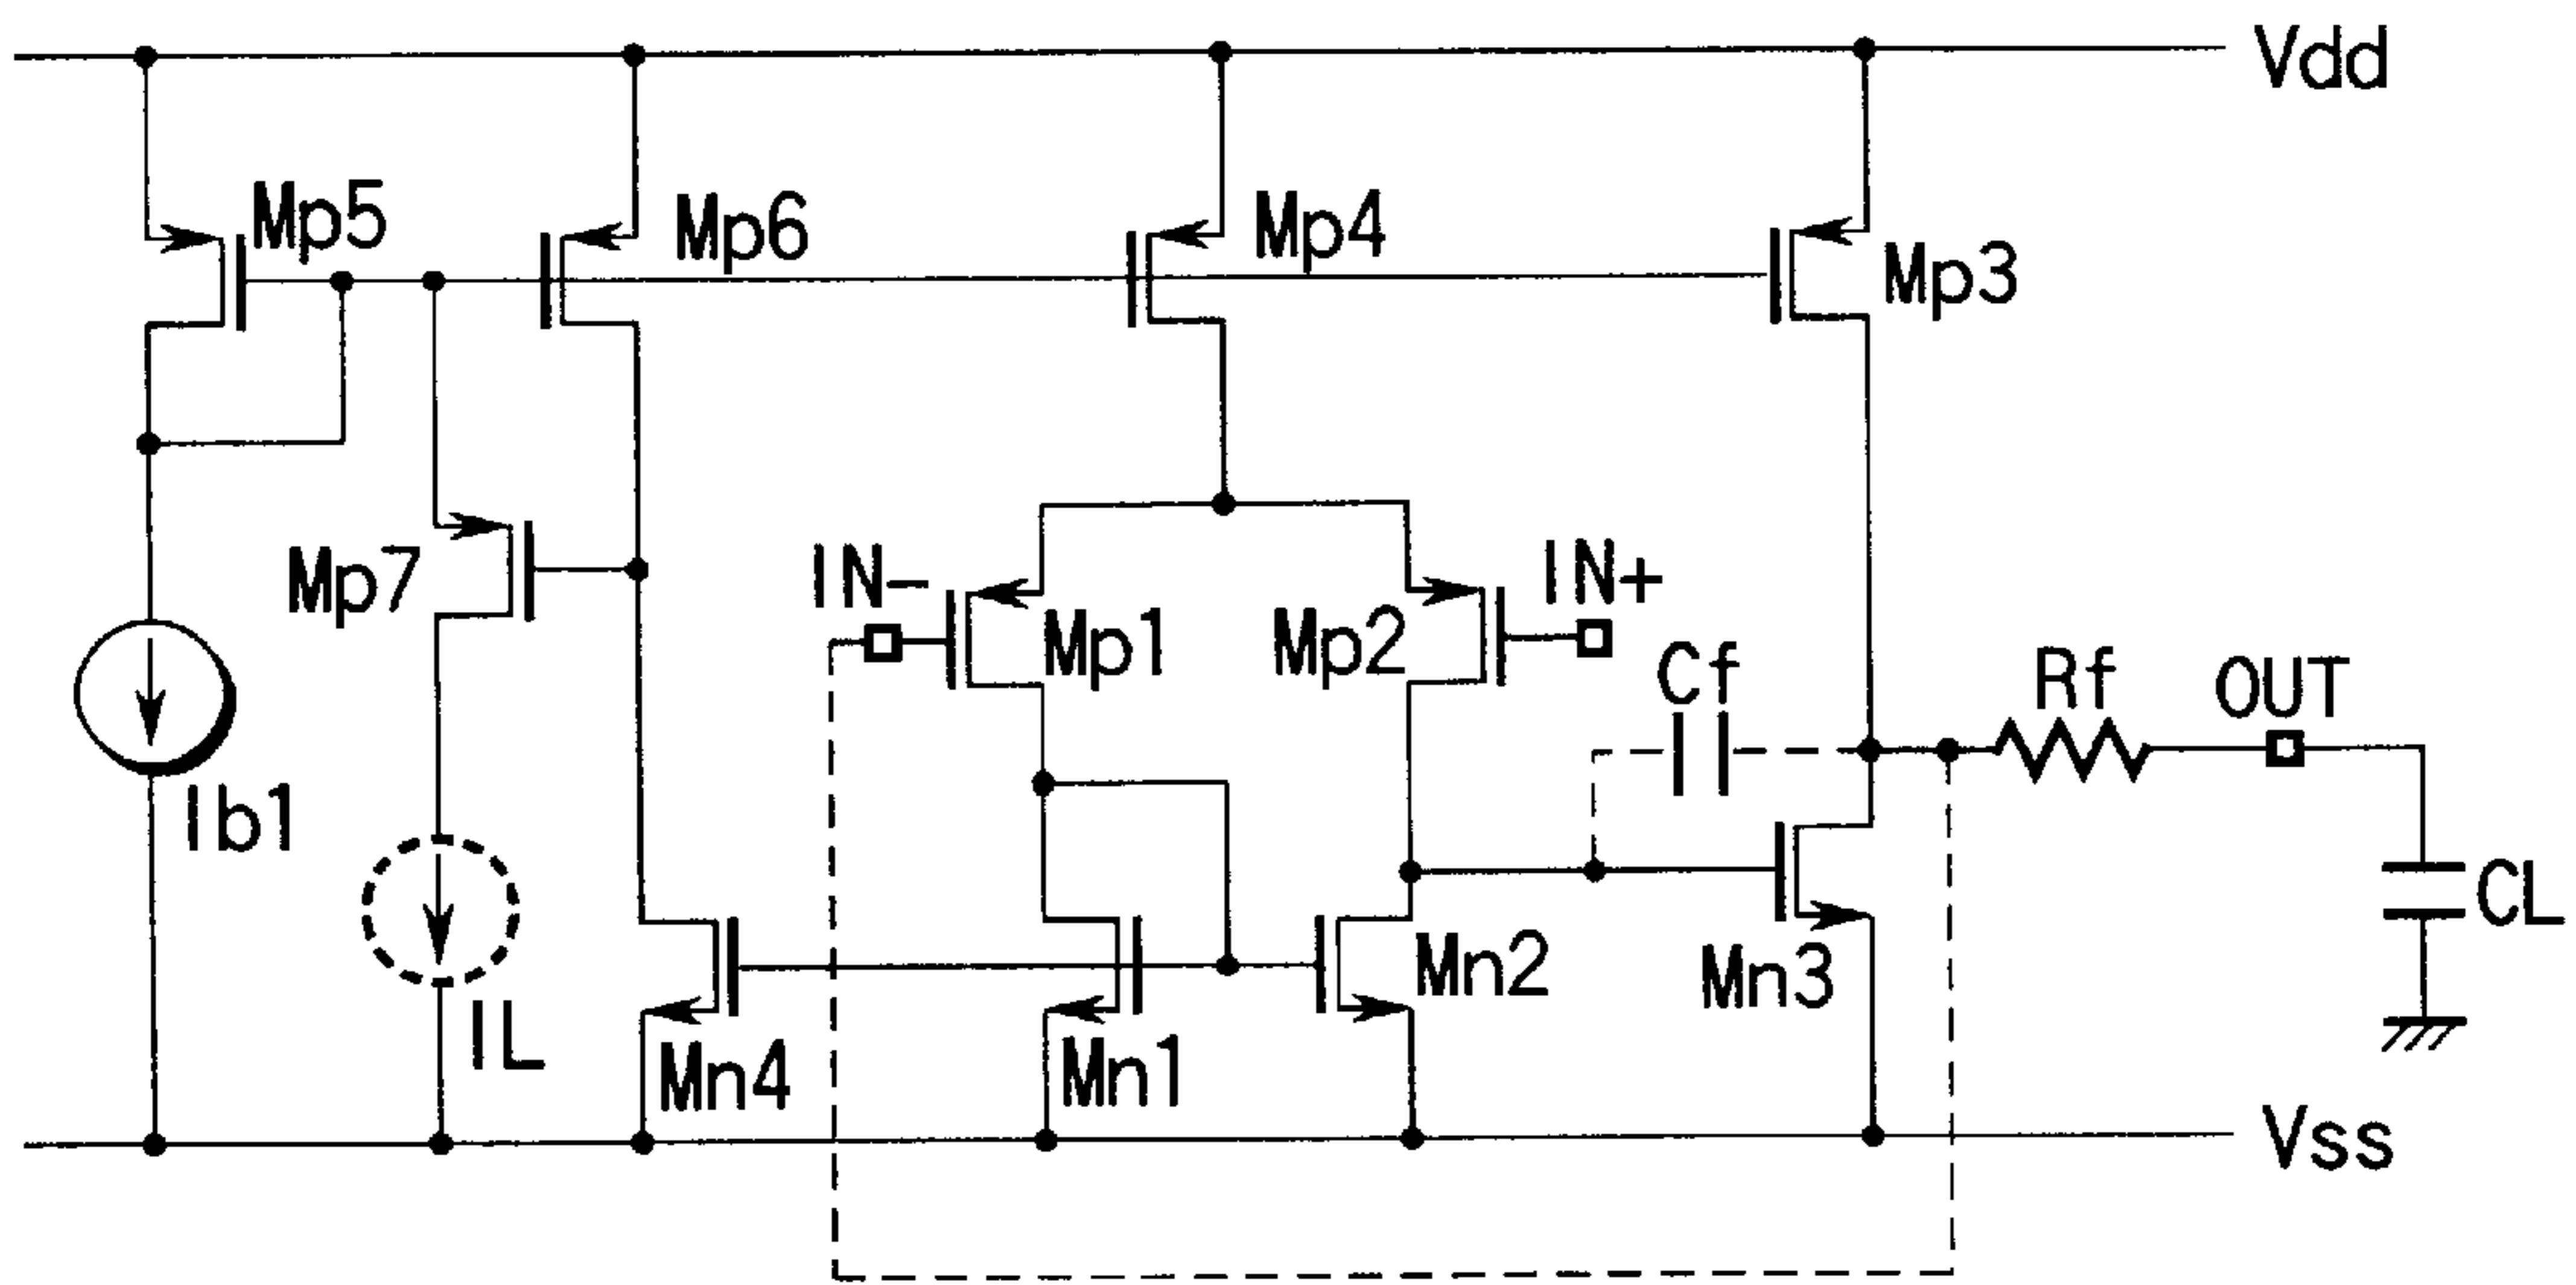 Vdd
Mp5
Mp6
Mp4
Mp3
Mp7
IN-
IN+
Mp1
Mp2
Cf
Rf
OUT
Ib1
CL
IL
Mn4
Mn1
Mn2
Mn3
Vss